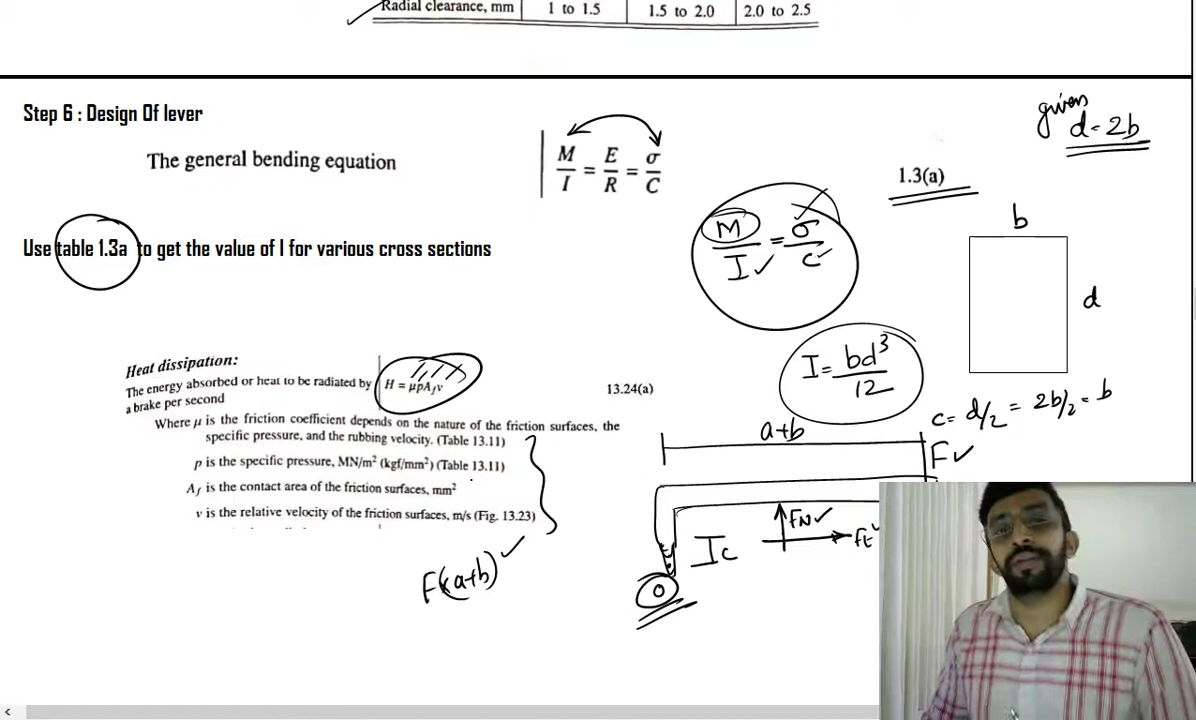 Radial clearance, mm 1 to 1.5 1.5 to 2.0 2.0 to 2.5
Step 6 : Design Of lever
The general bending equation
M/I = E/R = σ/C
given
d = 2b
1.3(a)
Use table 1.3a to get the value of I for various cross sections
M/I = σ/c
b
d
I = bd³/12
c = d/2 = 2b/2 = b
Heat dissipation:
The energy absorbed or heat to be radiated by H = μpA_f v 13.24(a)
a brake per second
Where μ is the friction coefficient depends on the nature of the friction surfaces, the
specific pressure, and the rubbing velocity. (Table 13.11)
p is the specific pressure, MN/m² (kgf/mm²) (Table 13.11)
A_f is the contact area of the friction surfaces, mm²
v is the relative velocity of the friction surfaces, m/s (Fig. 13.23)
a+b
F
FN
Ft
Ic
F(a+b)